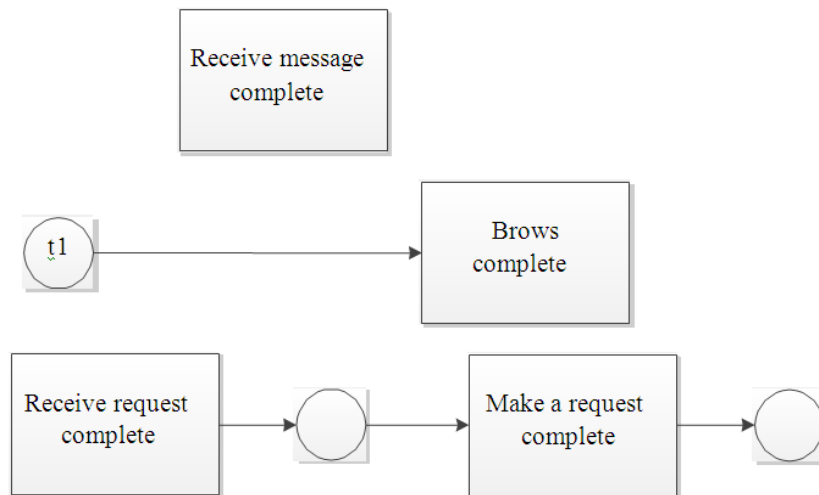 Receive message
complete
t1
Brows
complete
Receive request
complete
Make a request
complete